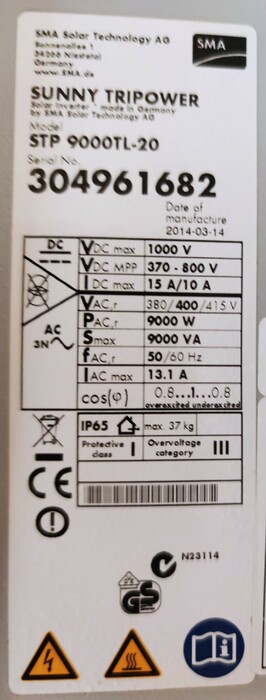 SMA Solar Technology AG
Sonnenallee 1
34266 Niestetal
Germany
www.SMA.de
SMA
SUNNY TRIPOWER
Solar Inverter * made in Germany
by SMA Solar Technology AG
Model
STP 9000TL-20
Serial No.
304961682
Date of
manufacture
2014-03-14
DC
VDC max 1000 V
VDC MPP 370 - 800 V
IDC max 15 A/10 A
AC
3N~
VAC,r 380/400/415 V
PAC,r 9000 W
Smax 9000 VA
fAC,r 50/60 Hz
IAC max 13.1 A
cos(φ) 0.8...1...0.8
overexcited underexcited
IP65 max. 37kg
Protective class I Overvoltage category III
CE
N23114
GS